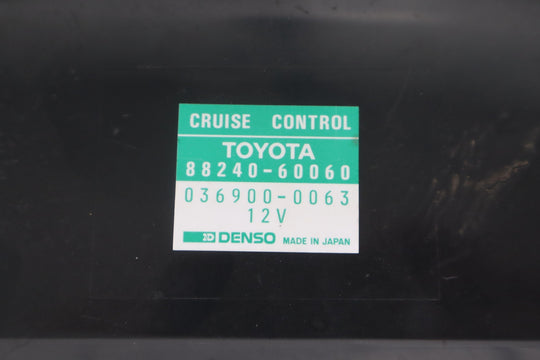 CRUISE CONTROL
TOYOTA
88240-60060
036900-0063
12V
DENSO MADE IN JAPAN